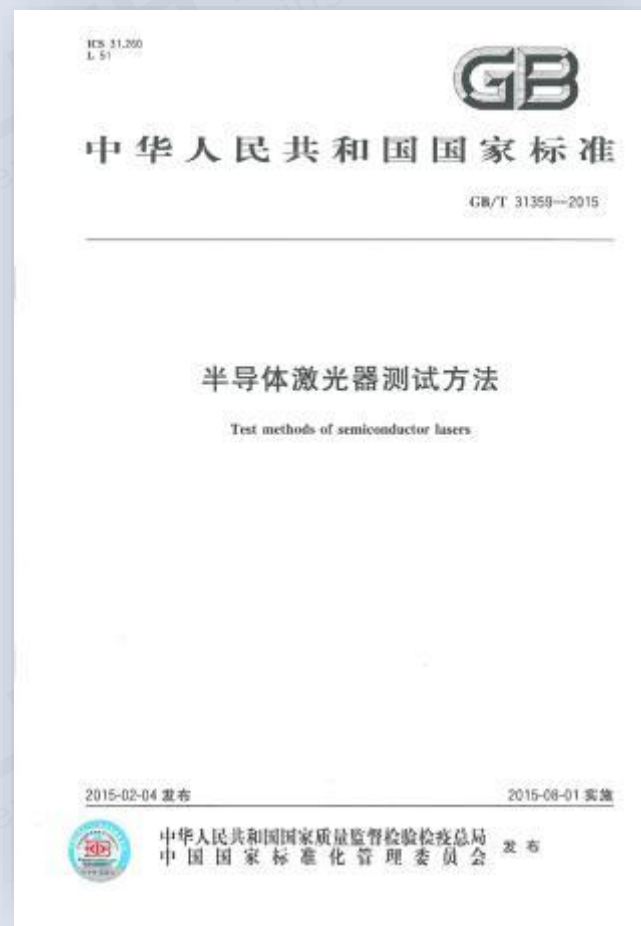 ICS 31.260
L 51
GB
中华人民共和国国家标准
GB/T 31359—2015
半导体激光器测试方法
Test methods of semiconductor lasers
2015-02-04 发布
2015-08-01 实施
中华人民共和国国家质量监督检验检疫总局
中国国家标准化管理委员会
发布